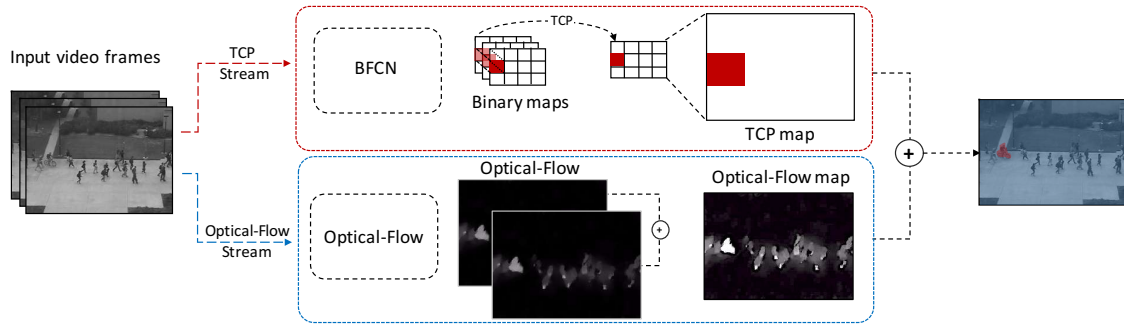 Input video frames
TCP
Stream
BFCN
TCP
Binary maps
TCP map
+
Optical-Flow
Stream
Optical-Flow
Optical-Flow
+
Optical-Flow map